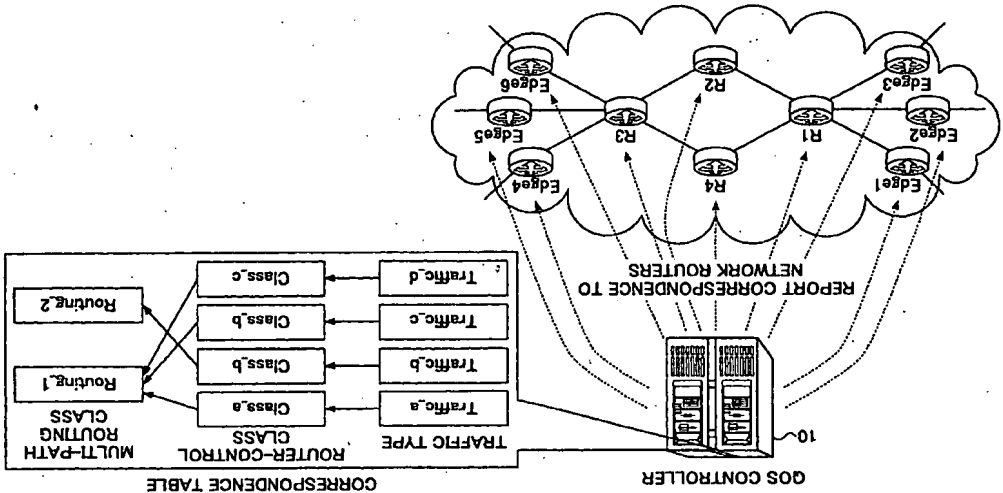 QOS CONTROLLER
10
CORRESPONDENCE TABLE
TRAFFIC TYPE
ROUTER-CONTROL
CLASS
MULTI-PATH
ROUTING
CLASS
Traffic_a
Class_a
Routing_1
Traffic_b
Class_b
Traffic_c
Class_b
Routing_2
Traffic_d
Class_c
REPORT CORRESPONDENCE TO
NETWORK ROUTERS
Edge1
R4
Edge4
Edge2
R1
R3
Edge5
Edge3
R2
Edge6